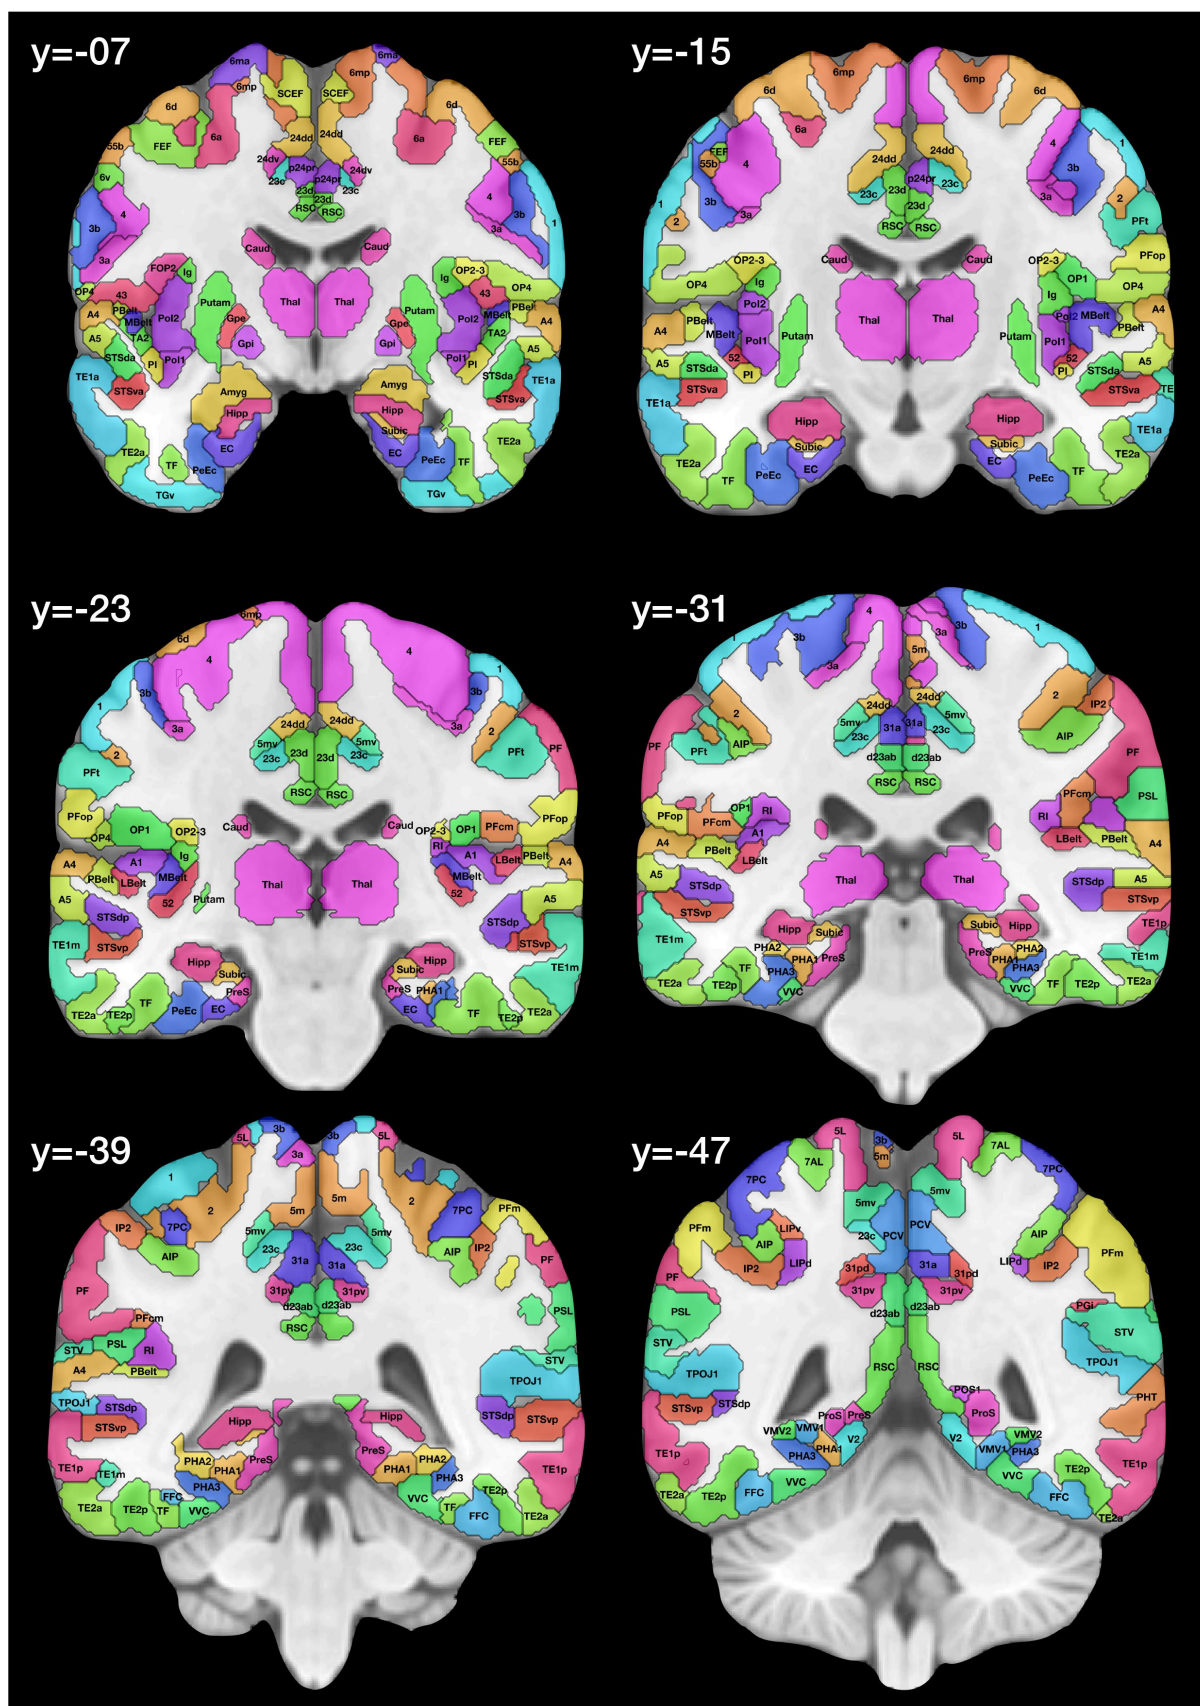 y=-07
6ma 6ma
6mp SCEF SCEF 6mp
6d 6d
6a 24dd 24dd 6a
55b FEF FEF
24dv p24pr 24dv 55b
6v 23c p24pr 23c
23d
4 RSC 23d RSC 4
3b 3b 1
3a 3a
Caud Caud
FOP2 Ig Ig OP2-3
OP4 43 Putam Thal Thal 43 OP4
A4 PBelt Pol2 Gpe Gpe Putam Pol2 PBelt A4
MBelt MBelt
A5 TA2 Gpi Gpi TA2 A5
STSda PI Pol1 Pol1 PI STSda
TE1a STSva Amyg Amyg STSva TE1a
Hipp Hipp
Subic
TE2a TF PeEc EC EC PeEc TF TE2a
TGv TGv
y=-15
6d 6mp 6mp 6d
6a
FEF 4 24dd 24dd 4 1
55b 23c 23d p24pr 23c 3b
1 3b 3a 23d 3a 2
2 RSC RSC PFt
Caud Caud
OP2-3 OP2-3 PFop
OP4 Ig Ig OP1 OP4
Pol2
A4 PBelt Thal Thal Pol2 MBelt PBelt A4
MBelt Pol1 Putam Putam Pol1
A5 52 52 A5
STSda PI PI STSda
TE1a STSva STSva TE
Hipp Hipp TE1a
Subic Subic
TE2a TF PeEc EC EC PeEc TF TE2a
y=-23
6mp
6d 4 4
1 3b 3b 1
3a 24dd 24dd 3a
2 5mv 5mv 2
PFt 23c 23d 23d 23c PFt PF
RSC RSC
PFop Caud Caud PFop
OP4 OP1 OP2-3 OP2-3 OP1 PFcm
A4 A1 Ig RI A1 LBelt PBelt A4
PBelt LBelt MBelt Thal Thal MBelt
A5 52 Putam 52 A5
STSdp STSdp
TE1m STSvp STSvp
Hipp Subic Subic Hipp TE1m
PreS PreS PHA1
TE2a TE2p TF PeEc EC EC TF TE2p TE2a
y=-31
4
1 3b 3a 3a 3b 1
5m
2 24dd 24dd 2 IP2
5mv 31a 31a 5mv
PF PFt AIP 23c 23c AIP PF
d23ab d23ab
RSC RSC
PFop PFcm OP1 RI RI PFcm PSL
A4 PBelt A1 LBelt PBelt A4
LBelt
A5 STSdp Thal Thal STSdp A5
STSvp STSvp
TE1m Hipp Subic Subic Hipp TE1p
PHA2 PreS PreS PHA2
TF PHA3 PHA1 PHA1 PHA3 TE1m
TE2a TE2p VVC VVC TF TE2p TE2a
y=-39
5L 3b 3b 5L
3a
1 2 5m 5m 2
IP2 7PC 7PC PFm
AIP 5mv 5mv AIP IP2
23c 31a 31a 23c PF
PF 31pv 31pv
d23ab d23ab PSL
PFcm RSC
STV PSL RI STV
A4 PBelt
TPOJ1 STSdp TPOJ1
STSvp Hipp Hipp STSdp STSvp
TE1p TE1m PHA2 PHA1 PreS PreS PHA1 PHA2 TE1p
PHA3 PHA3
TE2a TE2p TF FFC VVC VVC TF FFC TE2p TE2a
y=-47
5L 3b 5L
7AL 5m 7AL
7PC 5mv 5mv 7PC
PFm LIPv 23c PCV PCV AIP PFm
AIP
IP2 LIPd LIPd IP2
PF 31pd 31a 31pd
31pv 31pv
PSL d23ab d23ab PGi
STV STV
TPOJ1 RSC RSC TPOJ1
STSvp STSdp POS1 PHT
ProS PreS ProS
VMV2 VMV1 V2 V2 VMV2
TE1p PHA3 PHA1 VMV1 PHA3 TE1p
TE2a TE2p FFC VVC VVC FFC TE2p
TE2a